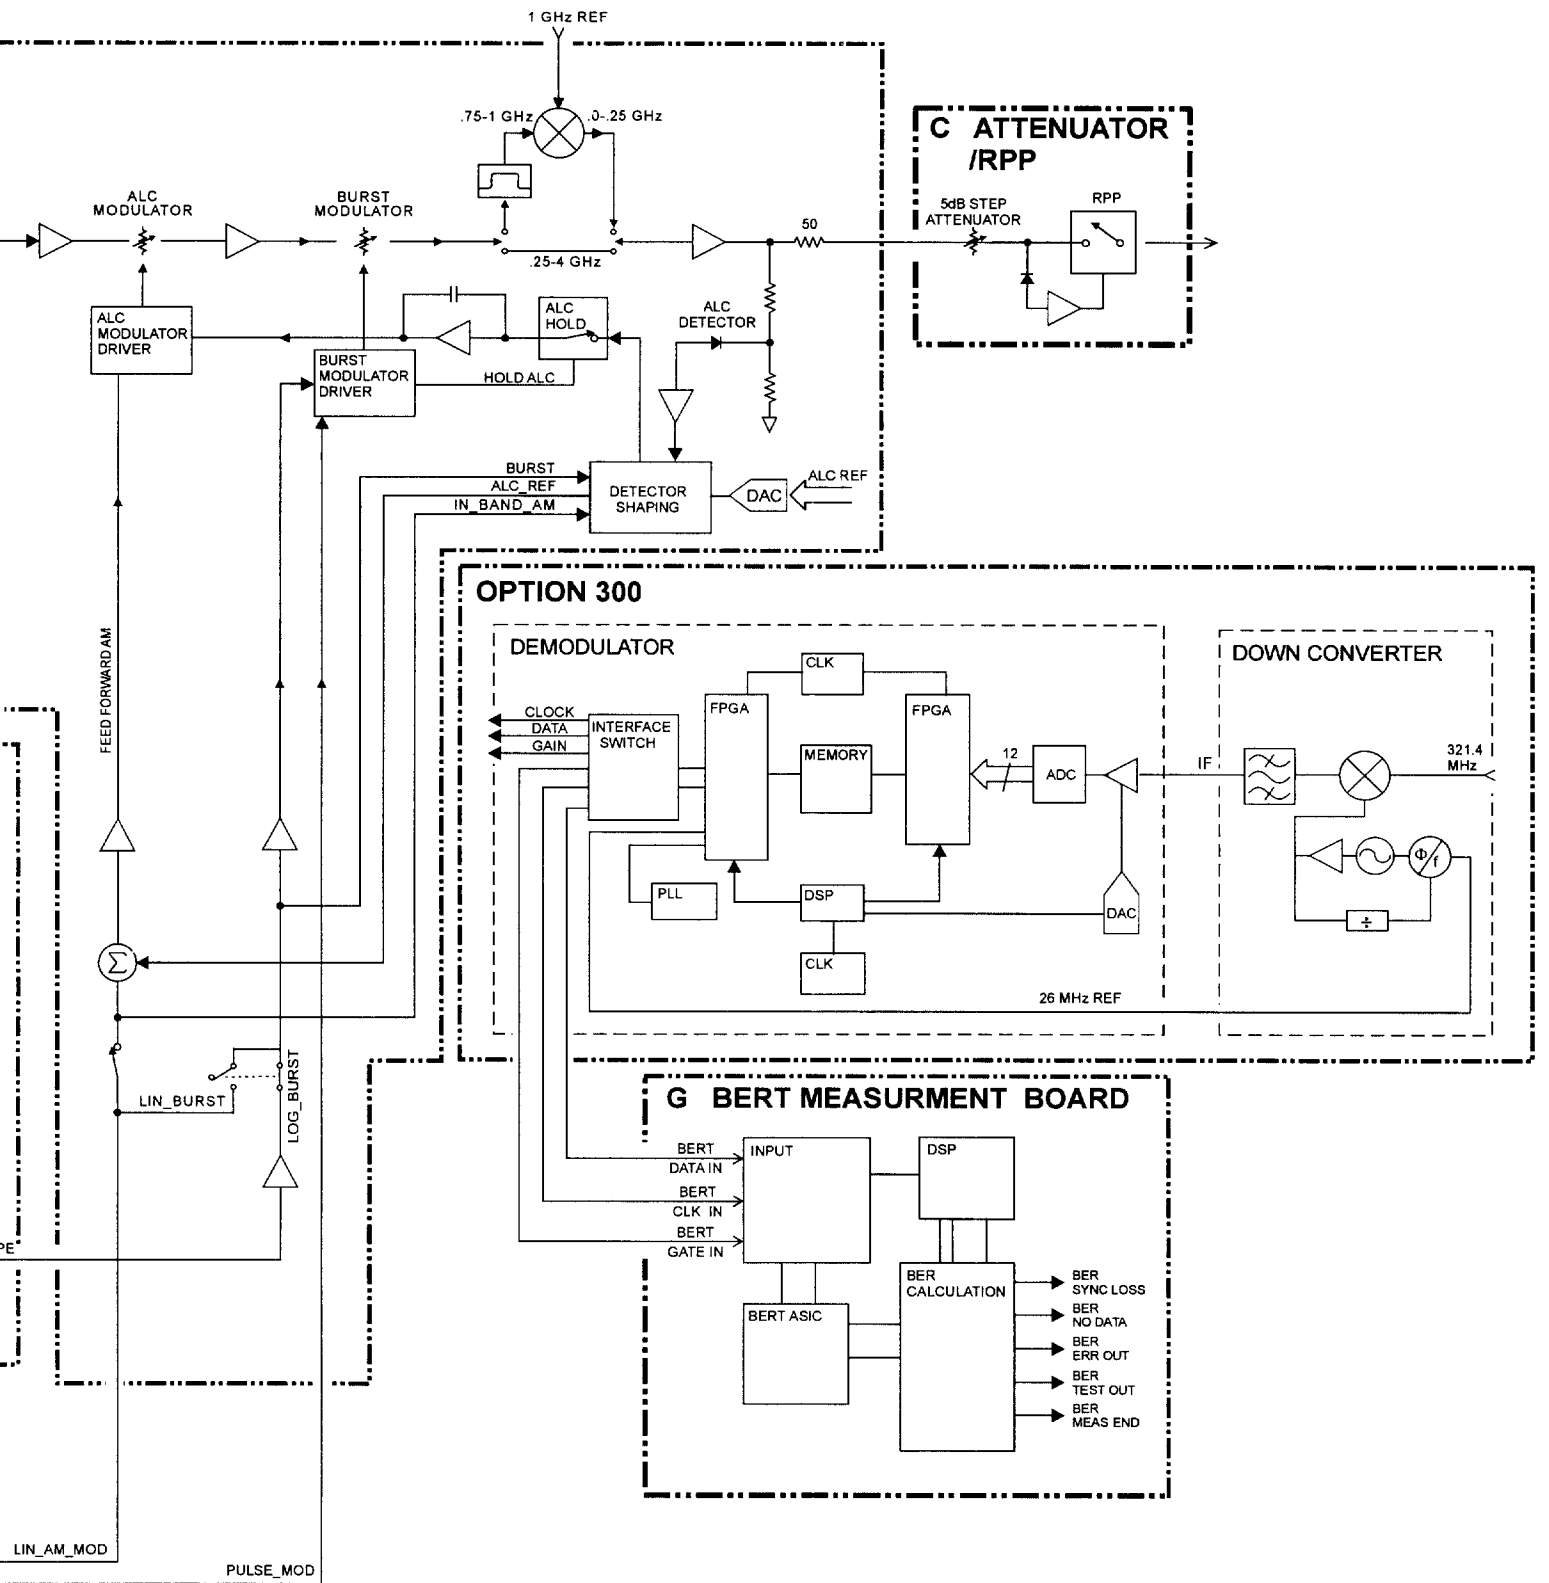 1 GHz REF
.75-1 GHz
.0-.25 GHz
C ATTENUATOR
/RPP
ALC
MODULATOR
BURST
MODULATOR
5dB STEP
ATTENUATOR
RPP
50
.25-4 GHz
ALC
MODULATOR
DRIVER
ALC
HOLD
ALC
DETECTOR
BURST
MODULATOR
DRIVER
HOLD ALC
BURST
ALC_REF
IN_BAND_AM
DETECTOR
SHAPING
DAC
ALC REF
FEED FORWARD AM
OPTION 300
DEMODULATOR
DOWN CONVERTER
CLK
CLOCK
DATA
GAIN
INTERFACE
SWITCH
FPGA
MEMORY
FPGA
12
ADC
IF
321.4
MHz
Φ/f
PLL
DSP
DAC
÷
CLK
26 MHz REF
Σ
LIN_BURST
LOG_BURST
G BERT MEASURMENT BOARD
BERT
DATA IN
BERT
CLK IN
BERT
GATE IN
INPUT
DSP
PE
BERT ASIC
BER
CALCULATION
BER
SYNC LOSS
BER
NO DATA
BER
ERR OUT
BER
TEST OUT
BER
MEAS END
LIN_AM_MOD
PULSE_MOD